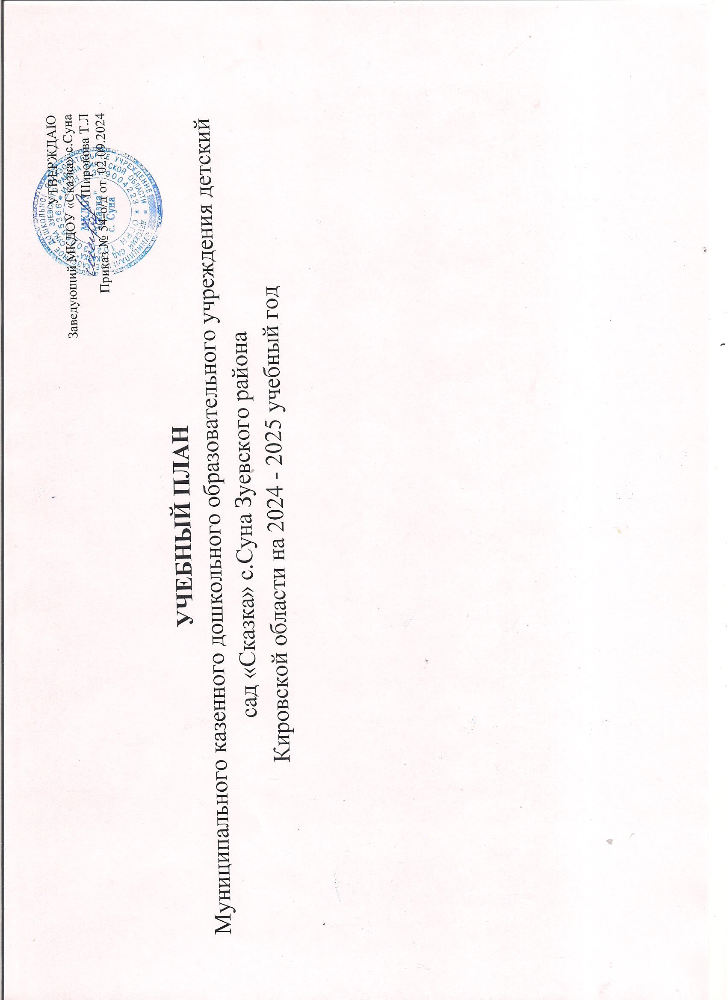 УТВЕРЖДАЮ
Заведующий МКДОУ «Сказка» с.Суна
Широкова Т.Л
Приказ № 54-о/д от 02.09.2024
УЧЕБНЫЙ ПЛАН
Муниципального казенного дошкольного образовательного учреждения детский
сад «Сказка» с.Суна Зуевского района
Кировской области на 2024 - 2025 учебный год
с. Суна